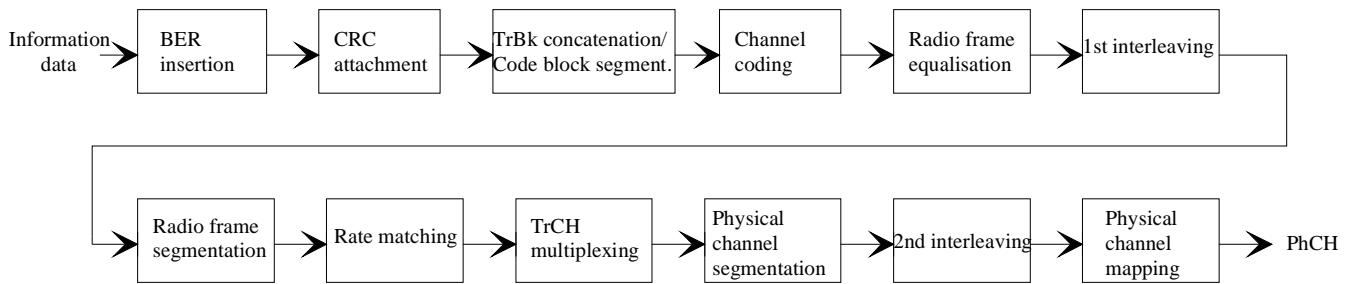 Information
data
BER
insertion
CRC
attachment
TrBk concatenation/
Code block segment.
Channel
coding
Radio frame
equalisation
1st interleaving
Radio frame
segmentation
Rate matching
TrCH
multiplexing
Physical
channel
segmentation
2nd interleaving
Physical
channel
mapping
PhCH